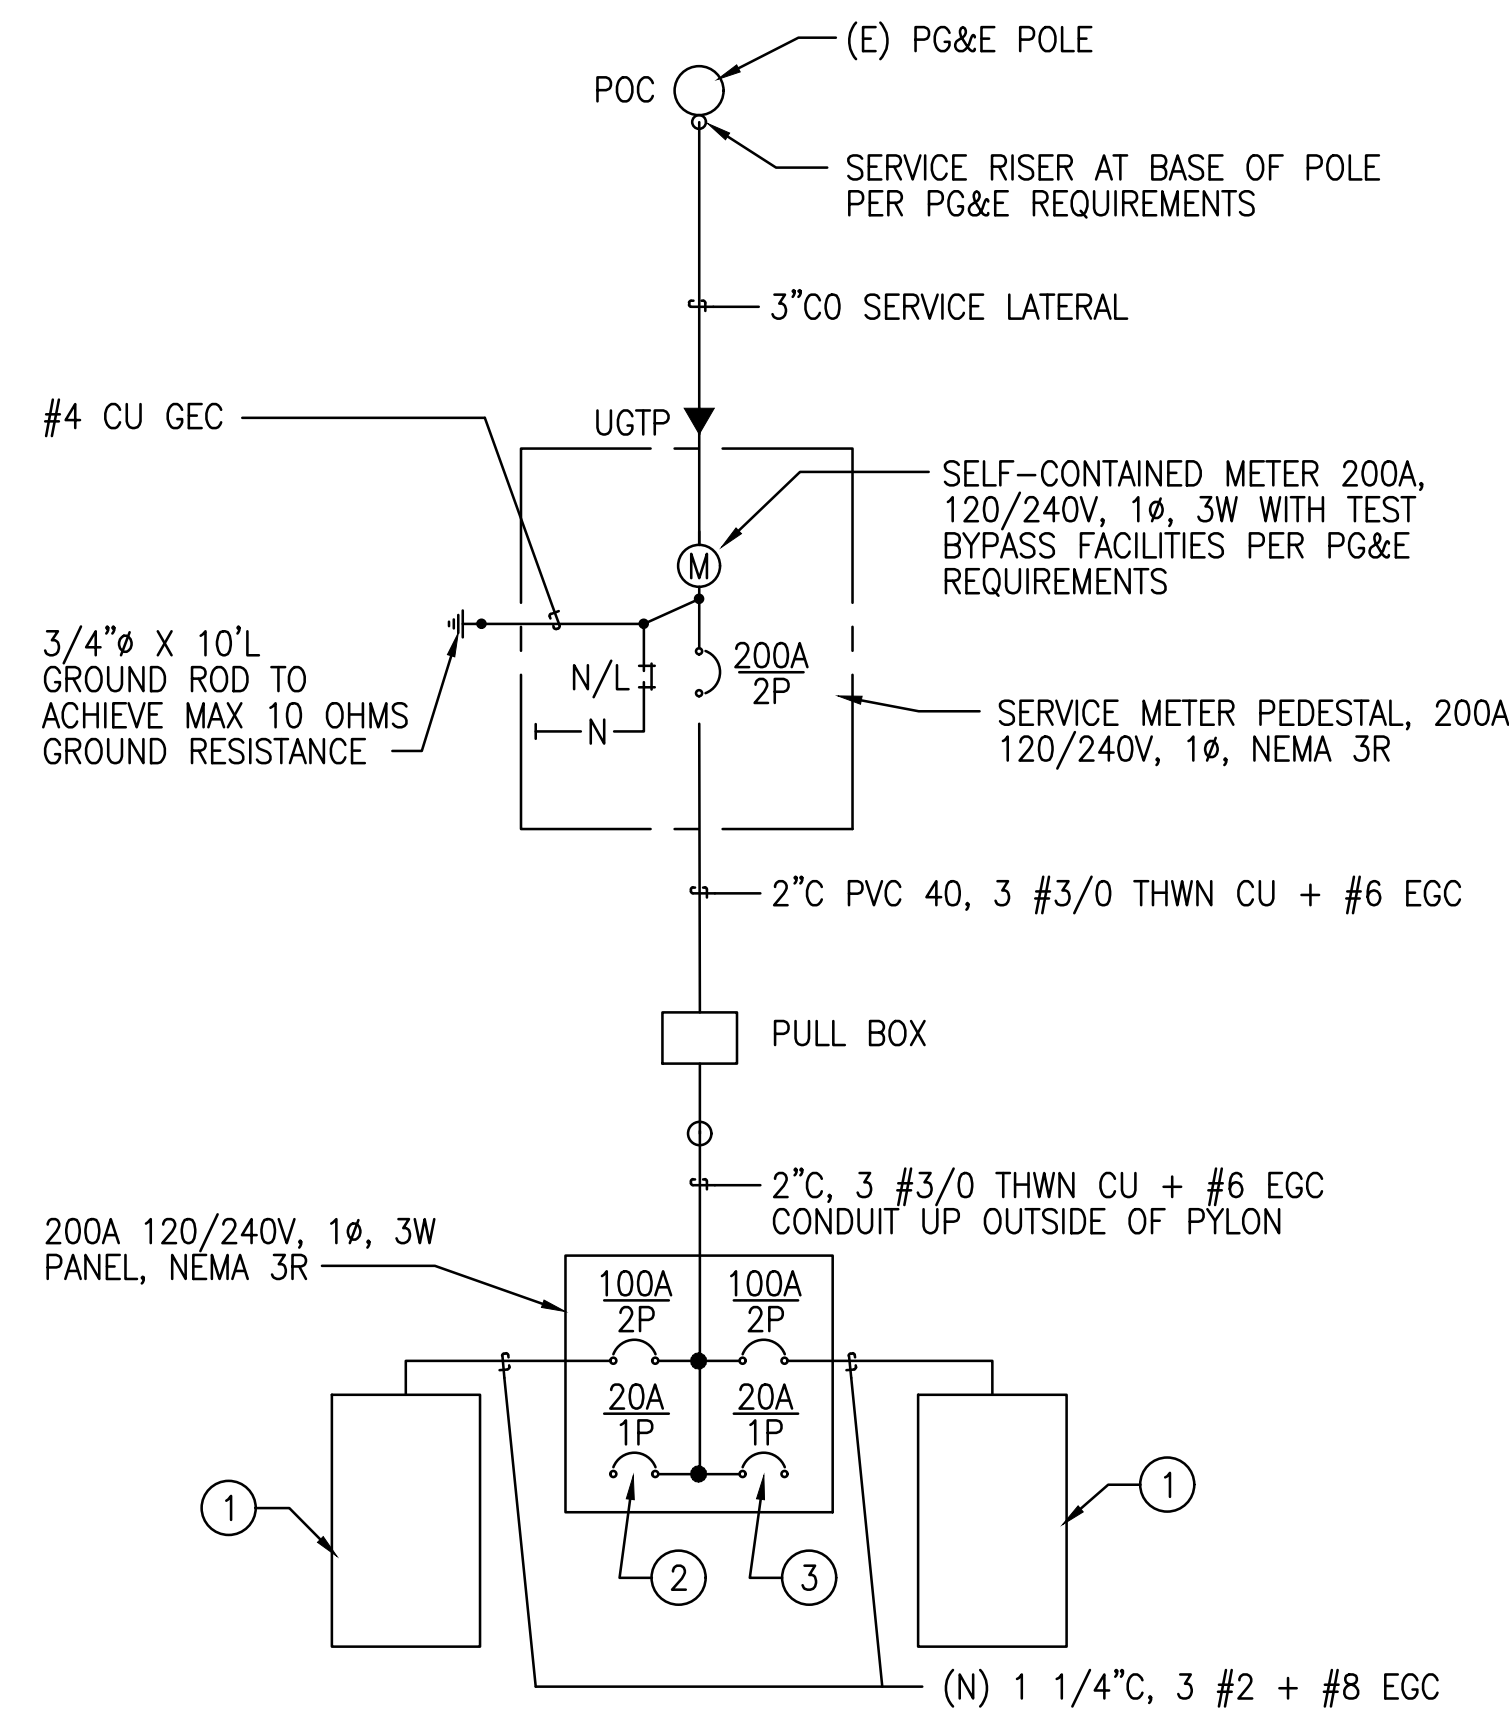 (E) PG&E POLE
POC
SERVICE RISER AT BASE OF POLE
PER PG&E REQUIREMENTS
3"CO SERVICE LATERAL
#4 CU GEC
UGTP
SELF-CONTAINED METER 200A,
120/240V, 1ø, 3W WITH TEST
BYPASS FACILITIES PER PG&E
REQUIREMENTS
M
3/4"ø X 10'L
GROUND ROD TO
ACHIEVE MAX 10 OHMS
GROUND RESISTANCE
N/L
N
200A
2P
SERVICE METER PEDESTAL, 200A
120/240V, 1ø, NEMA 3R
2"C PVC 40, 3 #3/0 THWN CU + #6 EGC
PULL BOX
2"C, 3 #3/0 THWN CU + #6 EGC
CONDUIT UP OUTSIDE OF PYLON
200A 120/240V, 1ø, 3W
PANEL, NEMA 3R
100A
2P
100A
2P
20A
1P
20A
1P
1
1
2
3
(N) 1 1/4"C, 3 #2 + #8 EGC